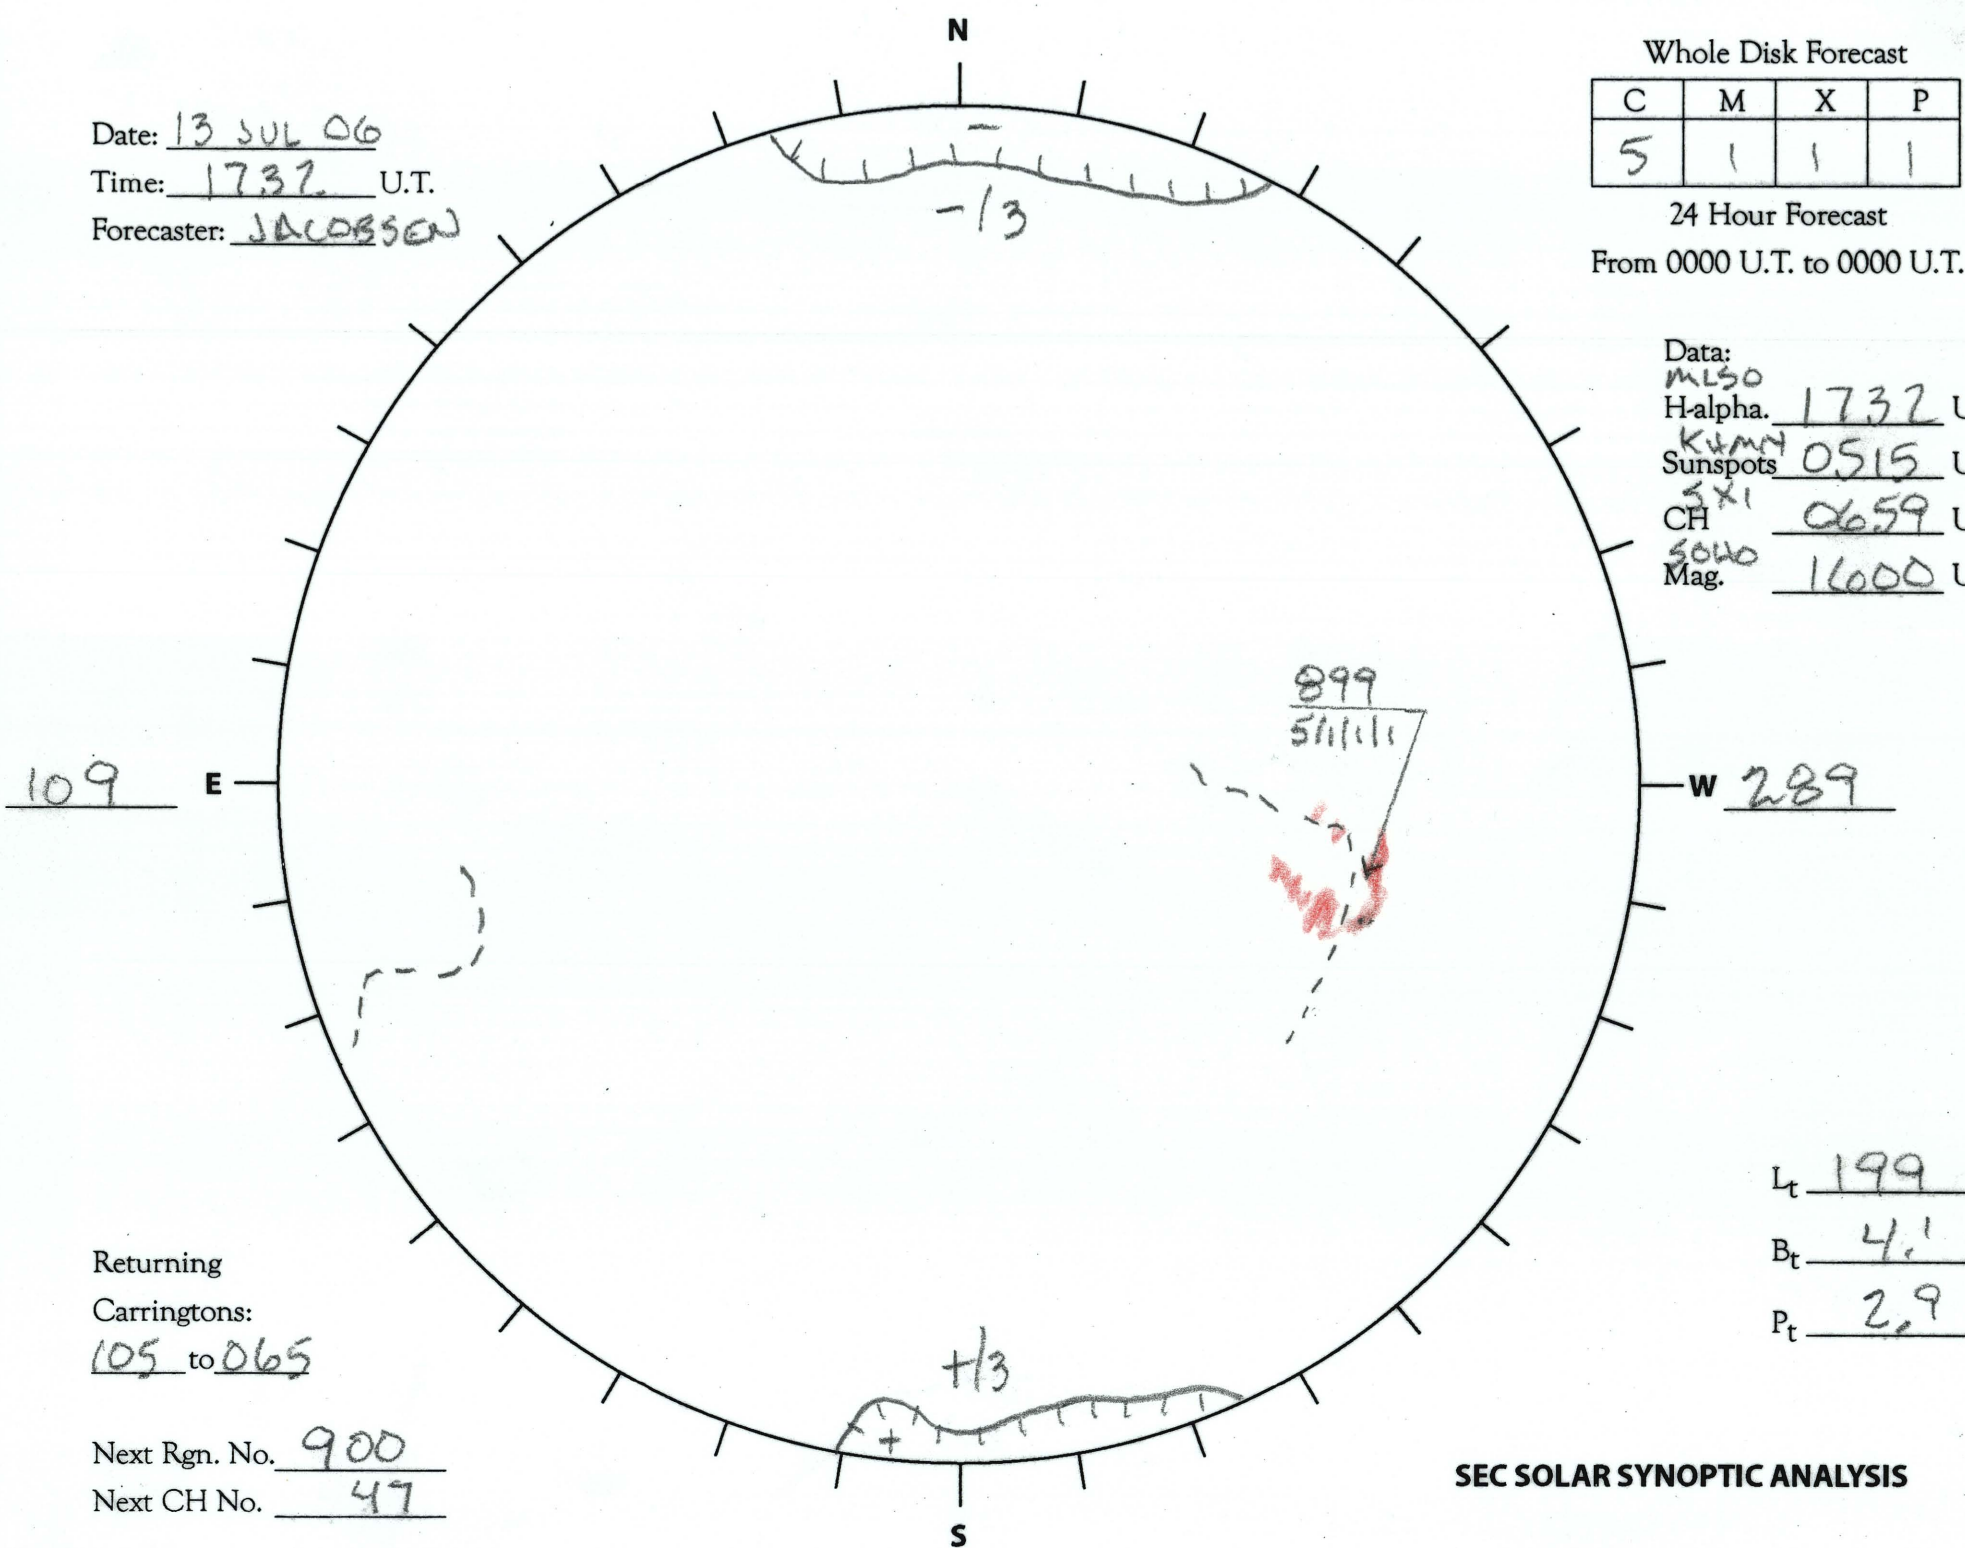 N
Date: 13 JUL 06
Time: 1732 U.T.
Forecaster: JACOBSEN
Whole Disk Forecast
C M X P
5 1 1 1
24 Hour Forecast
From 0000 U.T. to 0000 U.T.
-
-/3
Data:
MLSO
H-alpha. 1732 U
Sunspots 0515 U
SXI
CH 0659 U
SOHO
Mag. 1600 U
899
5/1/1/1/1
109 E
W 289
Lt 199
Bt 4.1
Pt 2.9
Returning
Carringtons:
105 to 065
+/3
+
Next Rgn. No. 900
Next CH No. 47
SEC SOLAR SYNOPTIC ANALYSIS
S